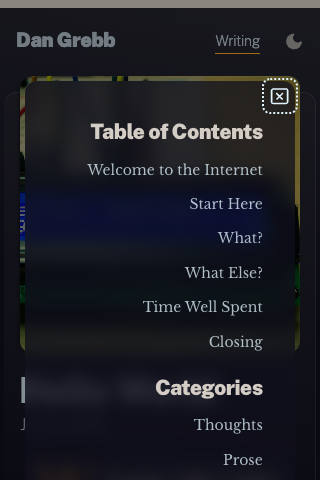 Dan Grebb
Writing
Table of Contents
Welcome to the Internet
Start Here
What?
What Else?
Time Well Spent
Closing
Categories
Thoughts
Prose